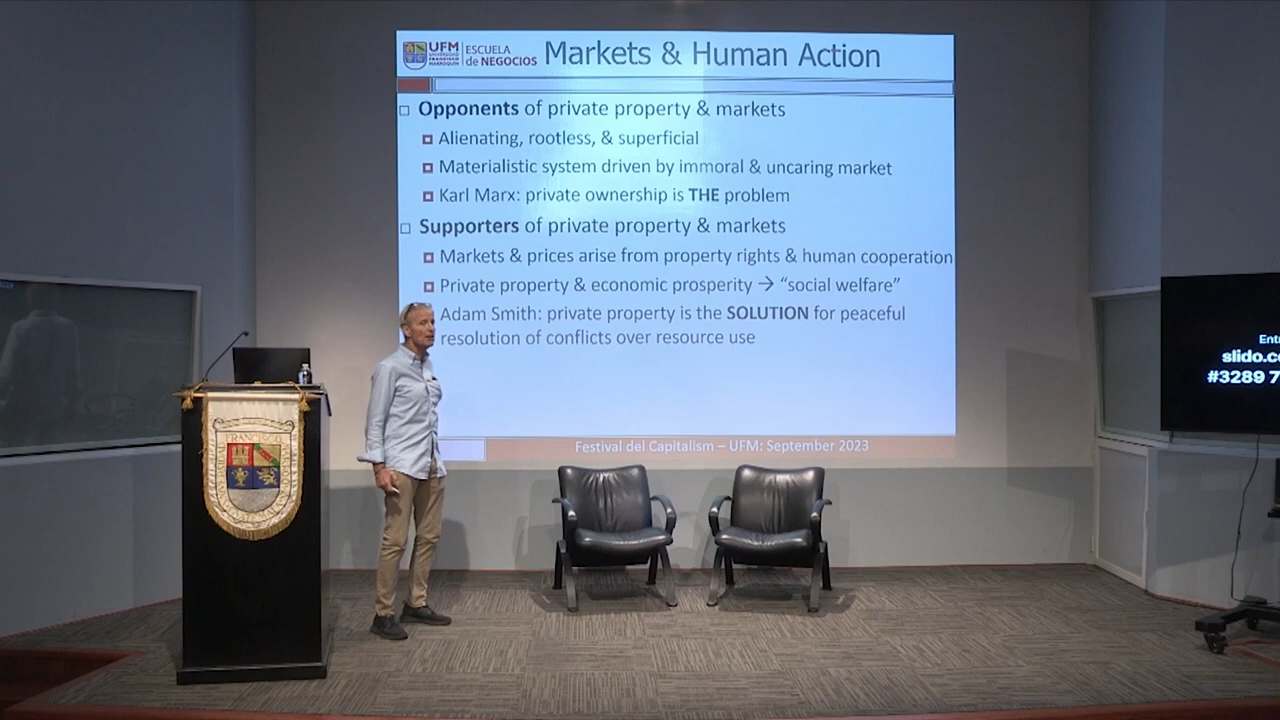 UFM
UNIVERSIDAD
FRANCISCO
MARROQUÍN
ESCUELA
de NEGOCIOS
Markets & Human Action
Opponents of private property & markets
Alienating, rootless, & superficial
Materialistic system driven by immoral & uncaring market
Karl Marx: private ownership is THE problem
Supporters of private property & markets
Markets & prices arise from property rights & human cooperation
Private property & economic prosperity → “social welfare”
Adam Smith: private property is the SOLUTION for peaceful
resolution of conflicts over resource use
Festival del Capitalism – UFM: September 2023
slido.c
#3289 7